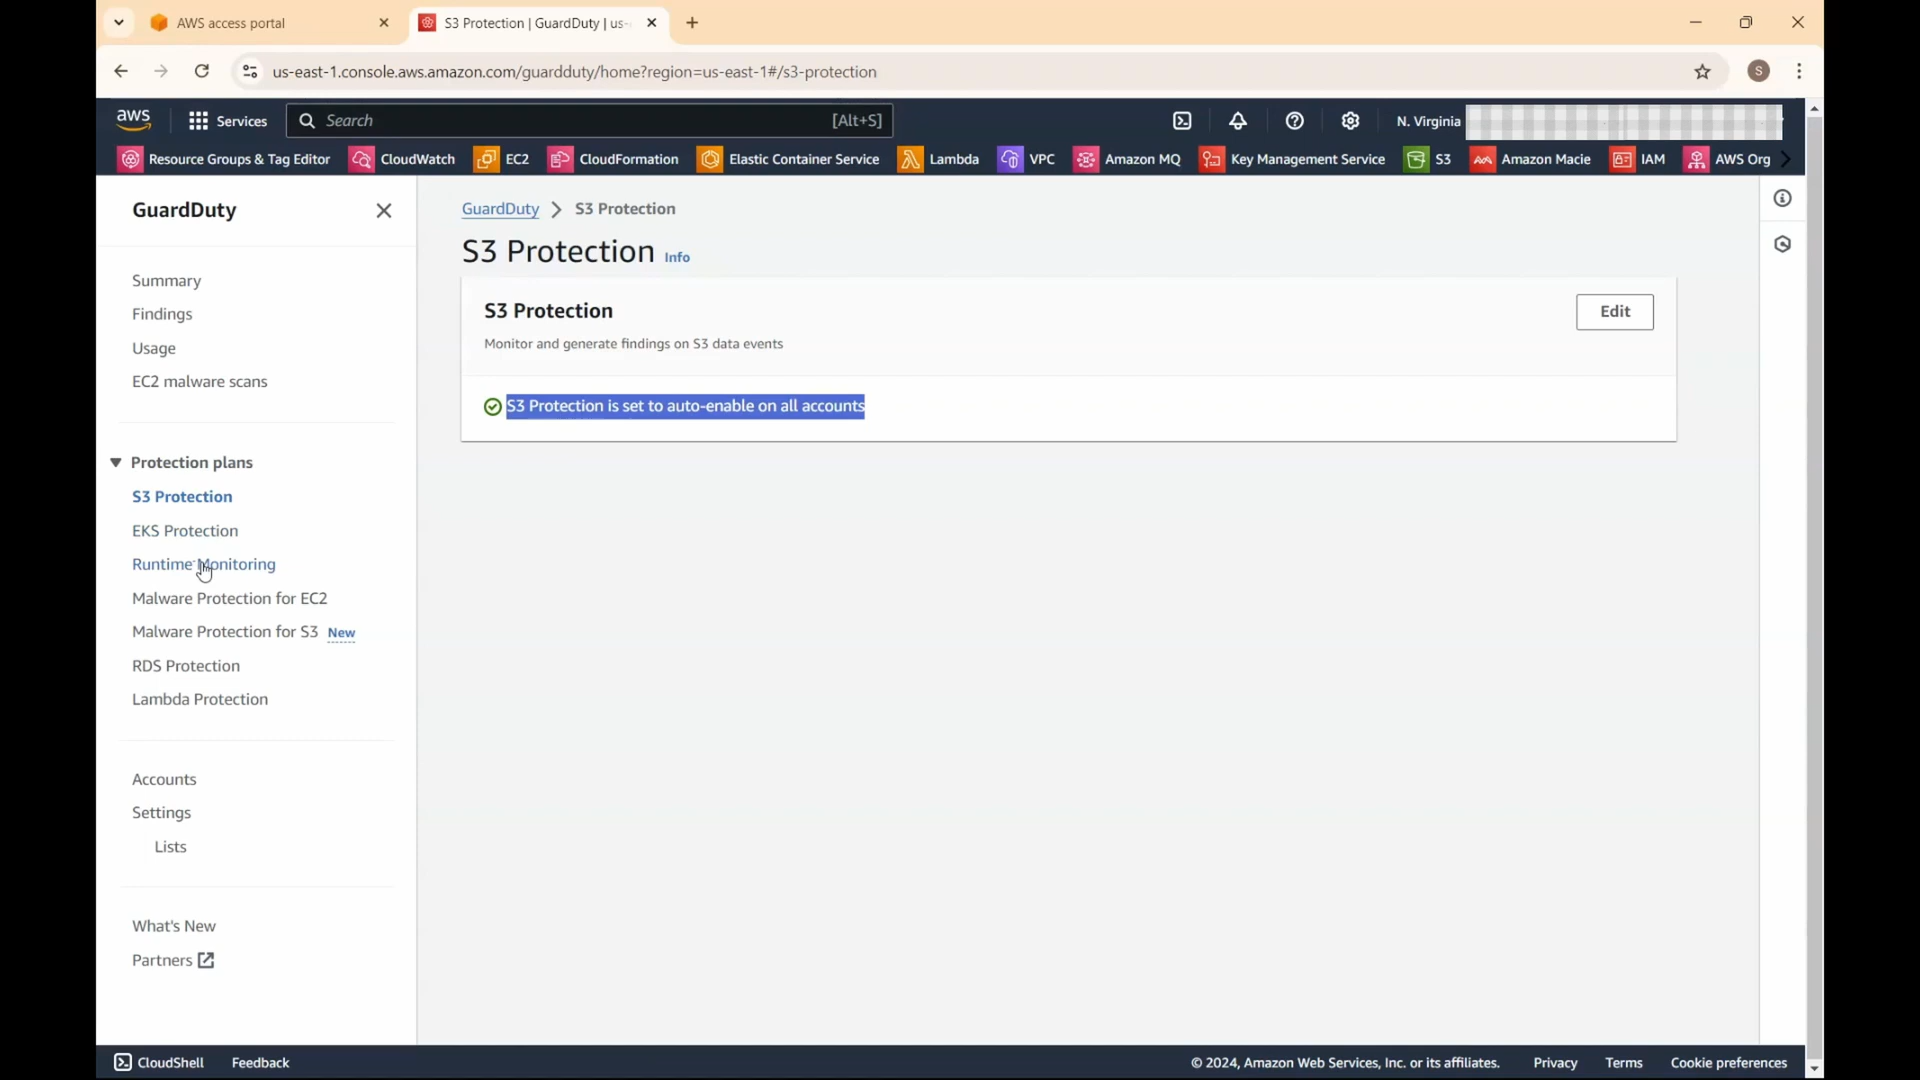 AWS access portal
S3 Protection | GuardDuty | us-
us-east-1.console.aws.amazon.com/guardduty/home?region=us-east-1#/s3-protection
S
aws
Services
Search
[Alt+S]
N. Virginia
Resource Groups & Tag Editor
CloudWatch
EC2
CloudFormation
Elastic Container Service
Lambda
VPC
Amazon MQ
Key Management Service
S3
Amazon Macie
IAM
AWS Org
GuardDuty
Summary
Findings
Usage
EC2 malware scans
Protection plans
S3 Protection
EKS Protection
Runtime Monitoring
Malware Protection for EC2
Malware Protection for S3 New
RDS Protection
Lambda Protection
Accounts
Settings
Lists
What's New
Partners
GuardDuty > S3 Protection
S3 Protection Info
S3 Protection
Edit
Monitor and generate findings on S3 data events
S3 Protection is set to auto-enable on all accounts
CloudShell
Feedback
© 2024, Amazon Web Services, Inc. or its affiliates.
Privacy
Terms
Cookie preferences